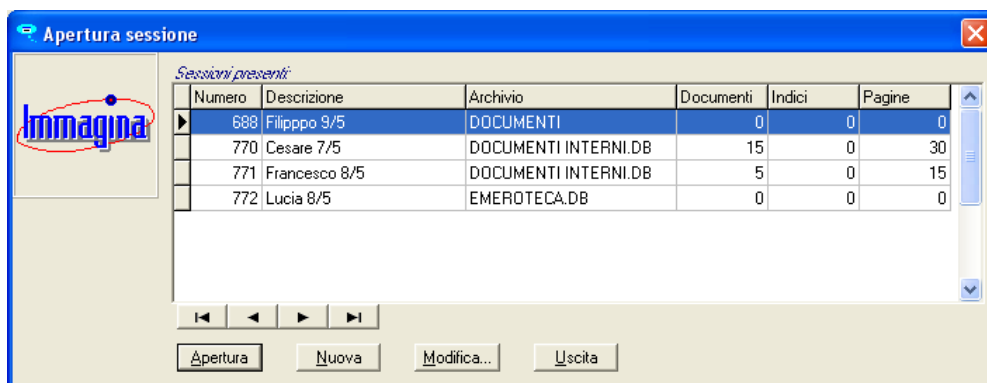 Apertura sessione
Immagina
Sessioni presenti:
Numero Descrizione Archivio Documenti Indici Pagine
688 Filipppo 9/5 DOCUMENTI 0 0 0
770 Cesare 7/5 DOCUMENTI INTERNI.DB 15 0 30
771 Francesco 8/5 DOCUMENTI INTERNI.DB 5 0 15
772 Lucia 8/5 EMEROTECA.DB 0 0 0
Apertura Nuova Modifica... Uscita